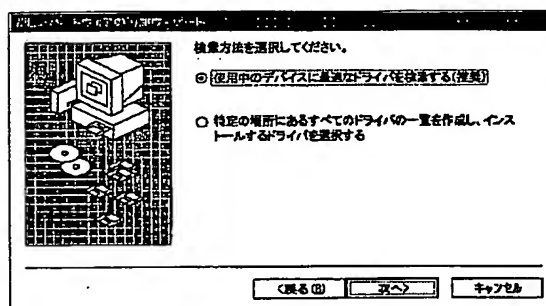 検索方法を選択してください。
使用中のデバイスに最適なドライバを検索する(推奨)
特定の場所にあるすべてのドライバの一覧を作成し、インス
トールするドライバを選択する
<戻る(B)
次へ>
キャンセル